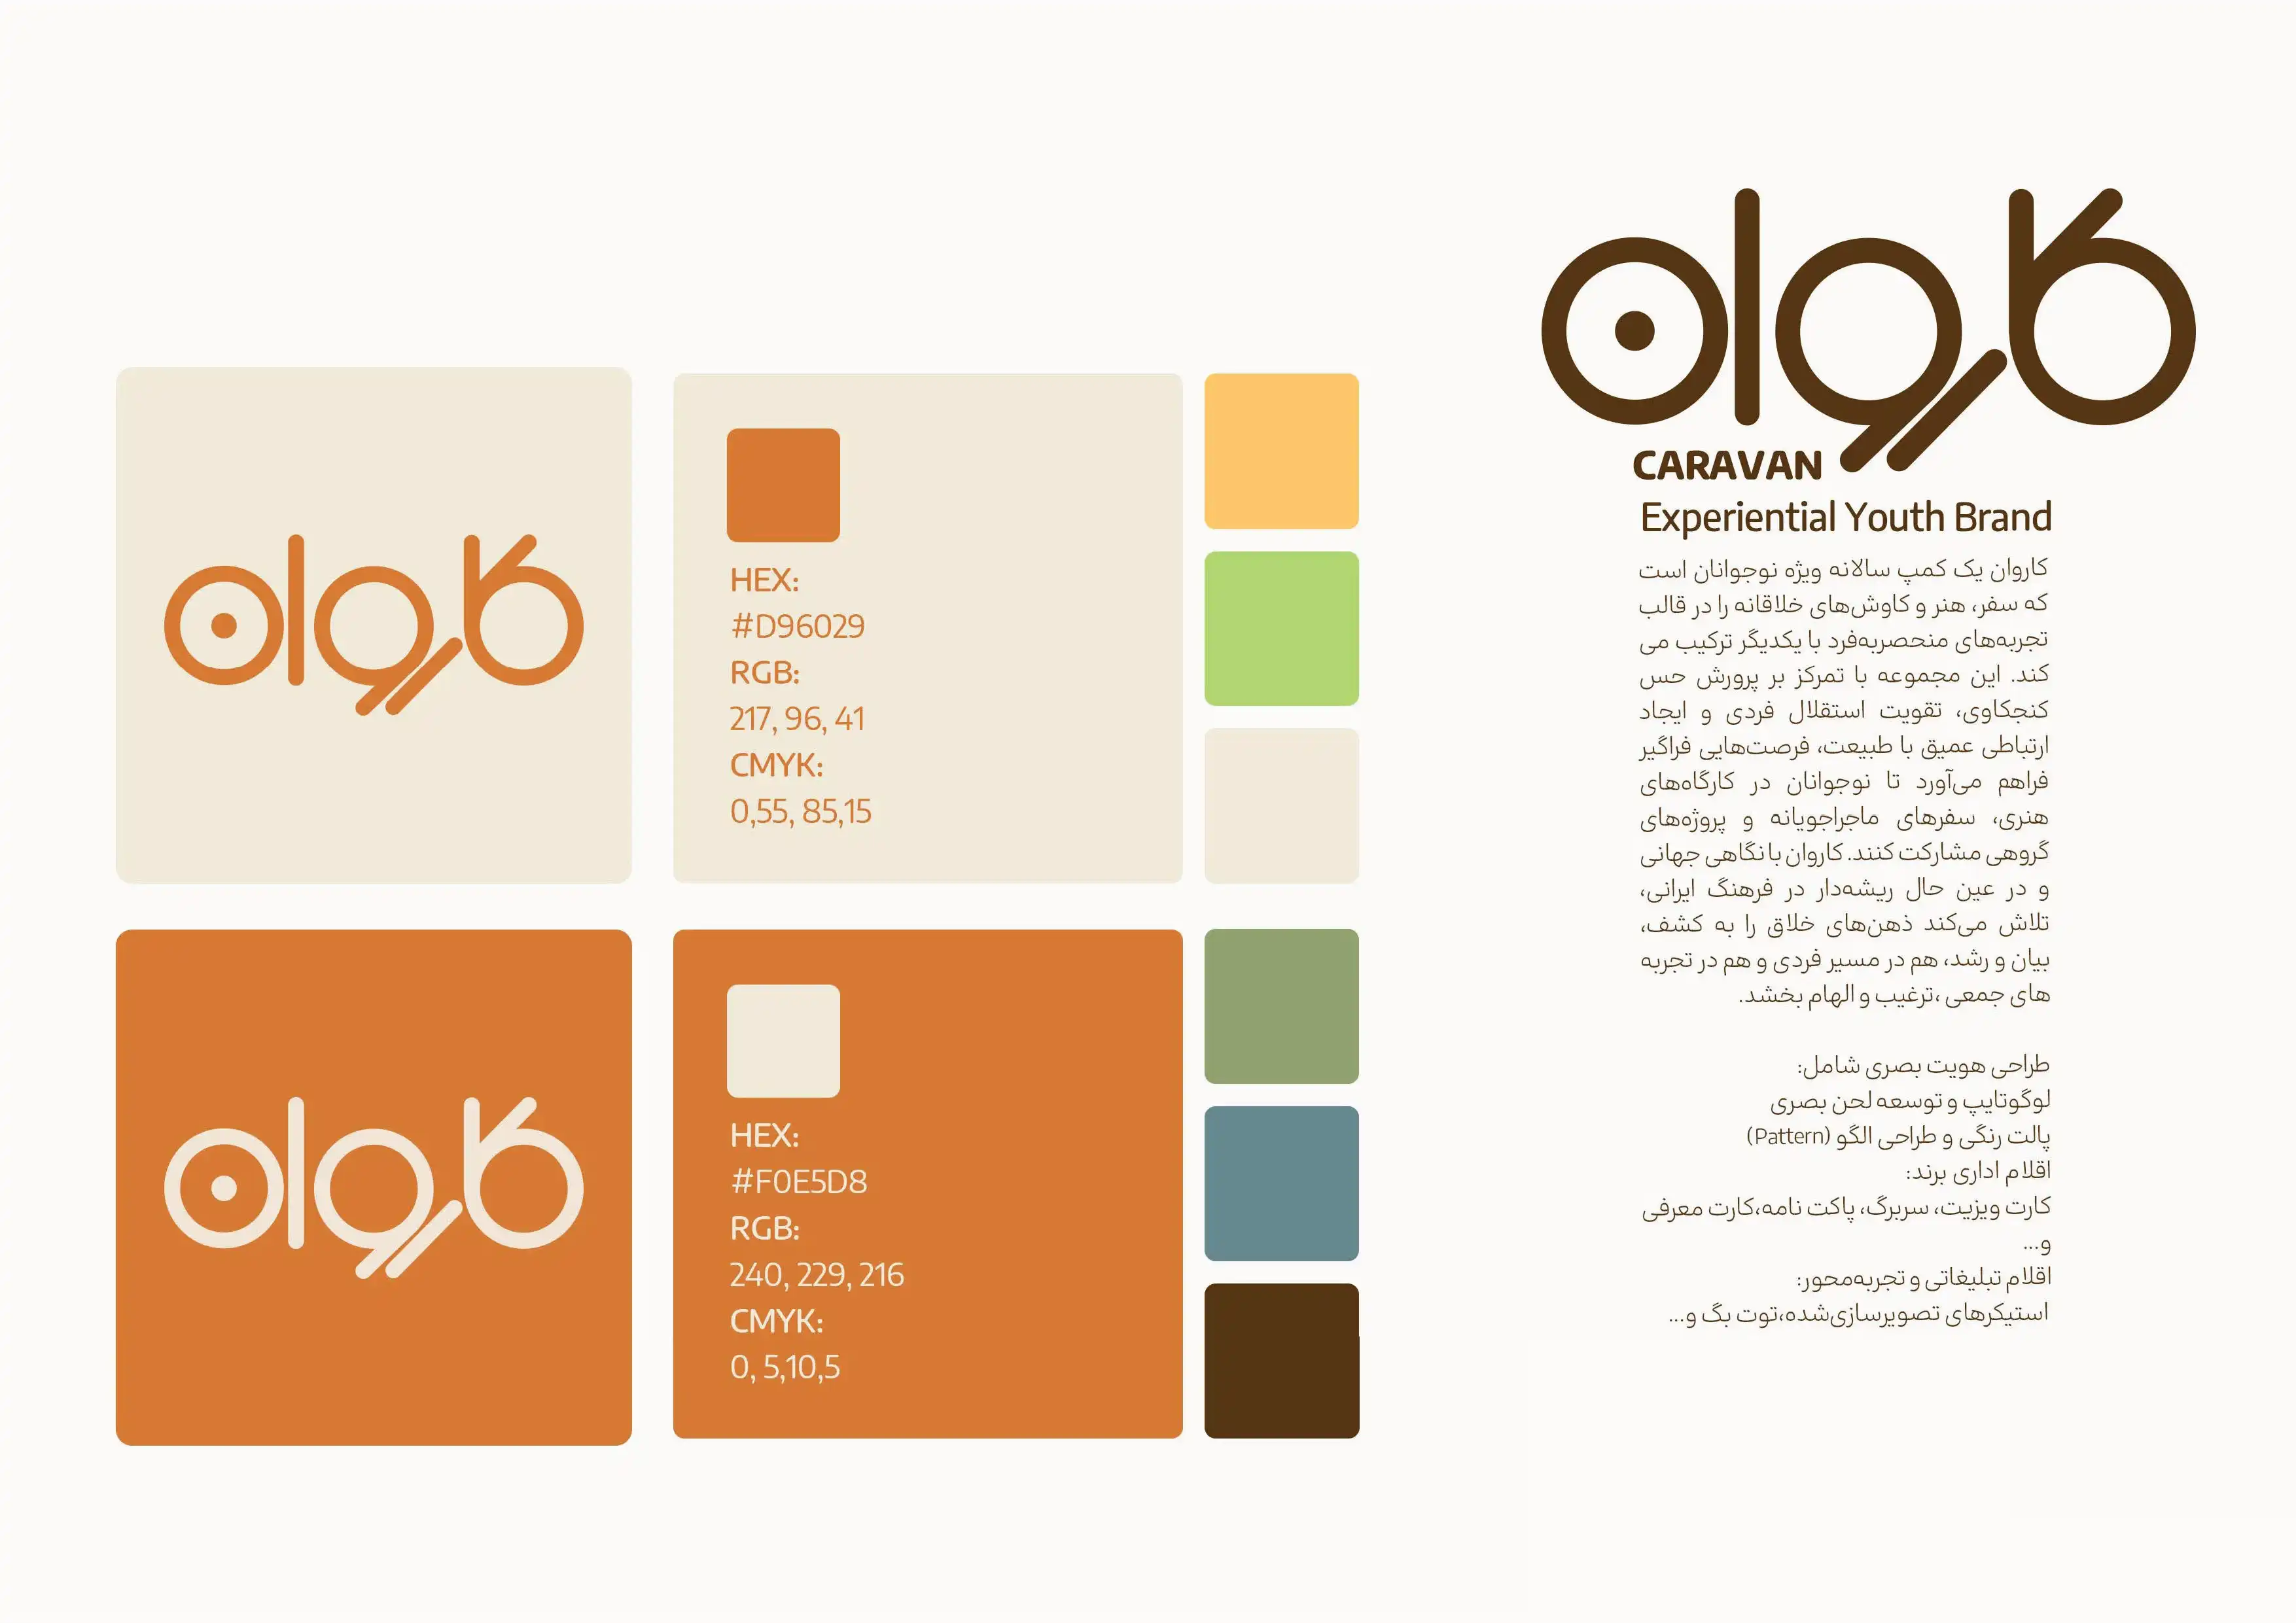 کاروان
CARAVAN
Experiential Youth Brand
کاروان یک کمپ سالانه ویژه نوجوانان است
که سفر، هنر و کاوش‌های خلاقانه را در قالب
تجربه‌های منحصربه‌فرد با یکدیگر ترکیب می
کند. این مجموعه با تمرکز بر پرورش حس
کنجکاوی، تقویت استقلال فردی و ایجاد
ارتباطی عمیق با طبیعت، فرصت‌هایی فراگیر
فراهم می‌آورد تا نوجوانان در کارگاه‌های
هنری، سفرهای ماجراجویانه و پروژه‌های
گروهی مشارکت کنند. کاروان با نگاهی جهانی
و در عین حال ریشه‌دار در فرهنگ ایرانی،
تلاش می‌کند ذهن‌های خلاق را به کشف،
بیان و رشد، هم در مسیر فردی و هم در تجربه
های جمعی ،ترغیب و الهام بخشد.
طراحی هویت بصری شامل:
لوگوتایپ و توسعه لحن بصری
پالت رنگی و طراحی الگو (Pattern)
اقلام اداری برند:
کارت ویزیت، سربرگ، پاکت نامه،کارت معرفی
و...
اقلام تبلیغاتی و تجربه‌محور:
استیکرهای تصویرسازی‌شده،توت بگ و...
کاروان
HEX:
#D96029
RGB:
217, 96, 41
CMYK:
0,55, 85,15
کاروان
HEX:
#F0E5D8
RGB:
240, 229, 216
CMYK:
0, 5,10,5